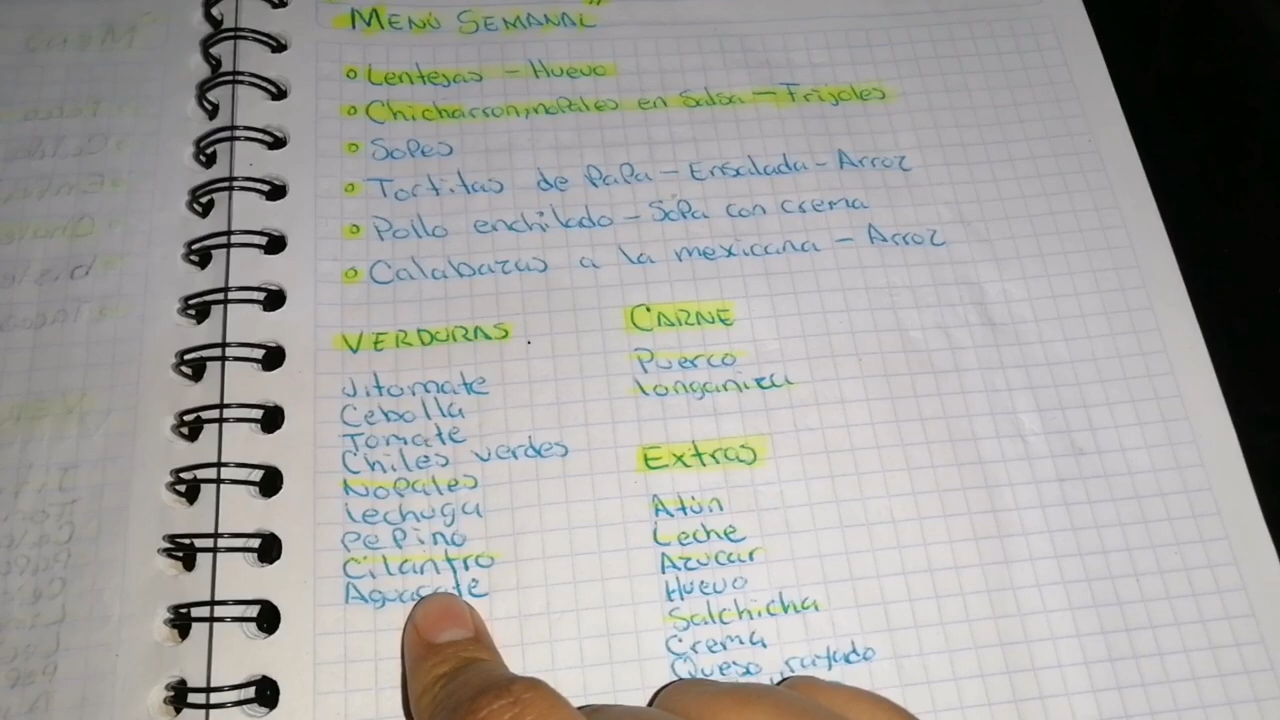 MENÚ SEMANAL
Lentejas - Huevo
Chicharron, nopales en salsa - Frijoles
Sopes
Tortitas de papa - Ensalada - Arroz
Pollo enchilado - Sopa con crema
Calabazas a la mexicana - Arroz
VERDURAS
Jitomate
Cebolla
Tomate
Chiles verdes
Nopales
lechuga
Pepino
Cilantro
Aguacate
CARNE
Puerco
longaniza
Extras
Atún
Leche
Azucar
Huevo
Salchicha
Crema
Queso rayado